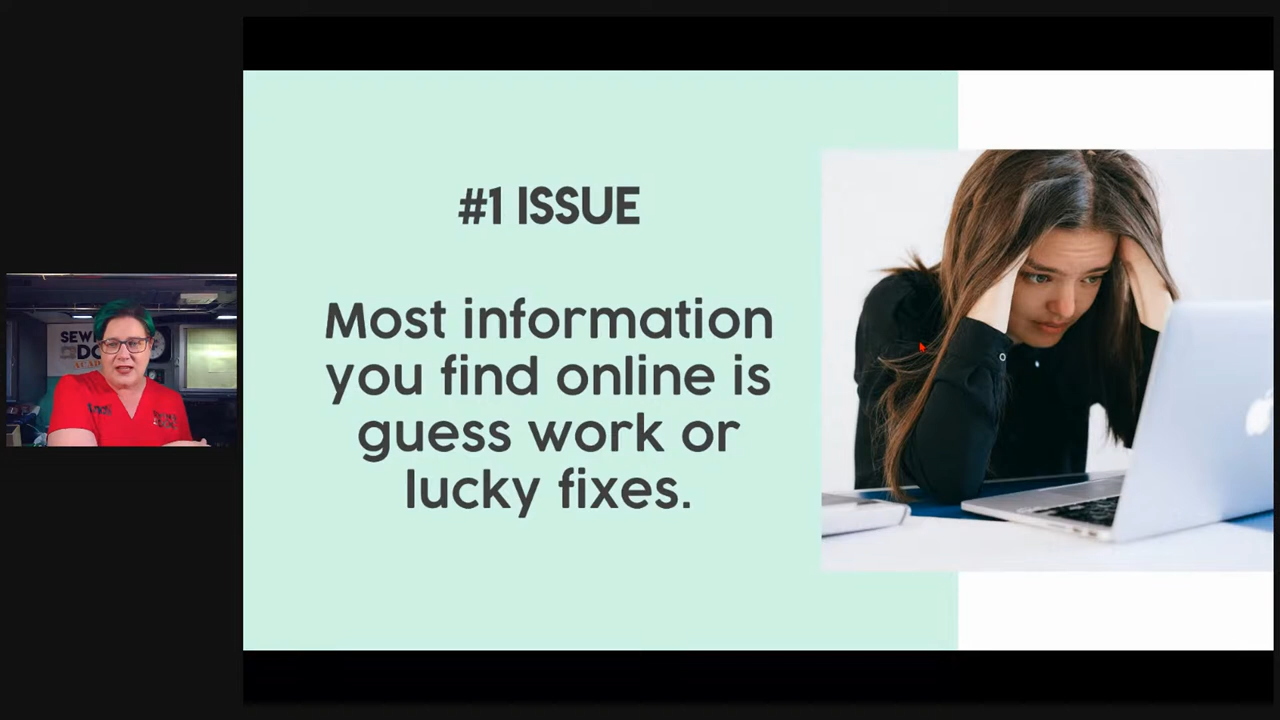 #1 ISSUE
Most information
you find online is
guess work or
lucky fixes.